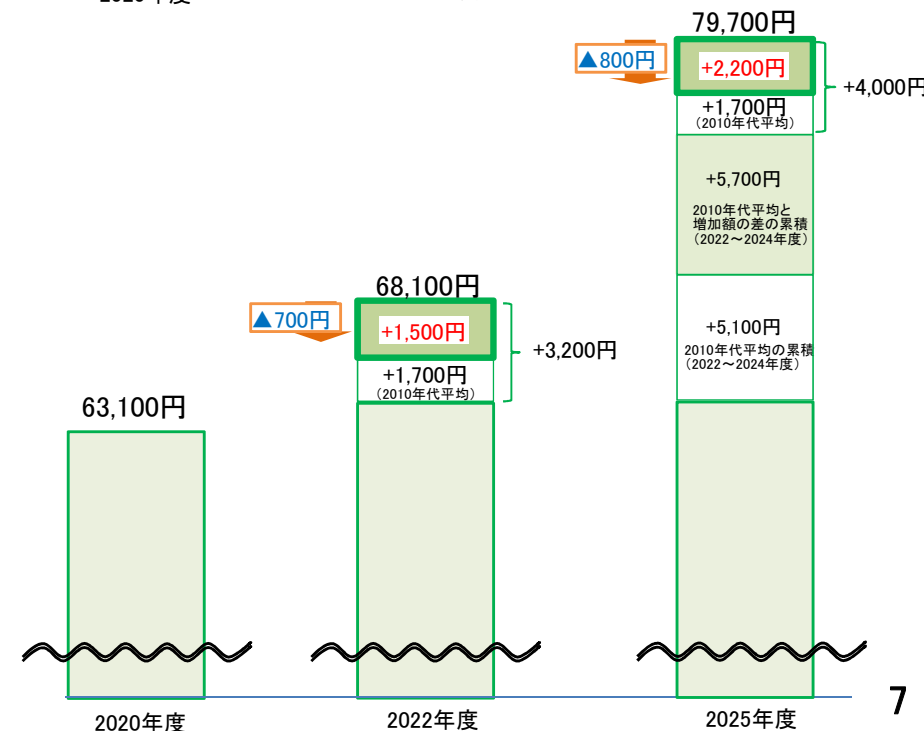 79,700円
▲800円
+2,200円
+4,000円
+1,700円
(2010年代平均)
+5,700円
2010年代平均と
増加額の差の累積
(2022～2024年度)
68,100円
▲700円
+1,500円
+3,200円
+5,100円
2010年代平均の累積
(2022～2024年度)
+1,700円
(2010年代平均)
63,100円
2020年度
2022年度
2025年度
7